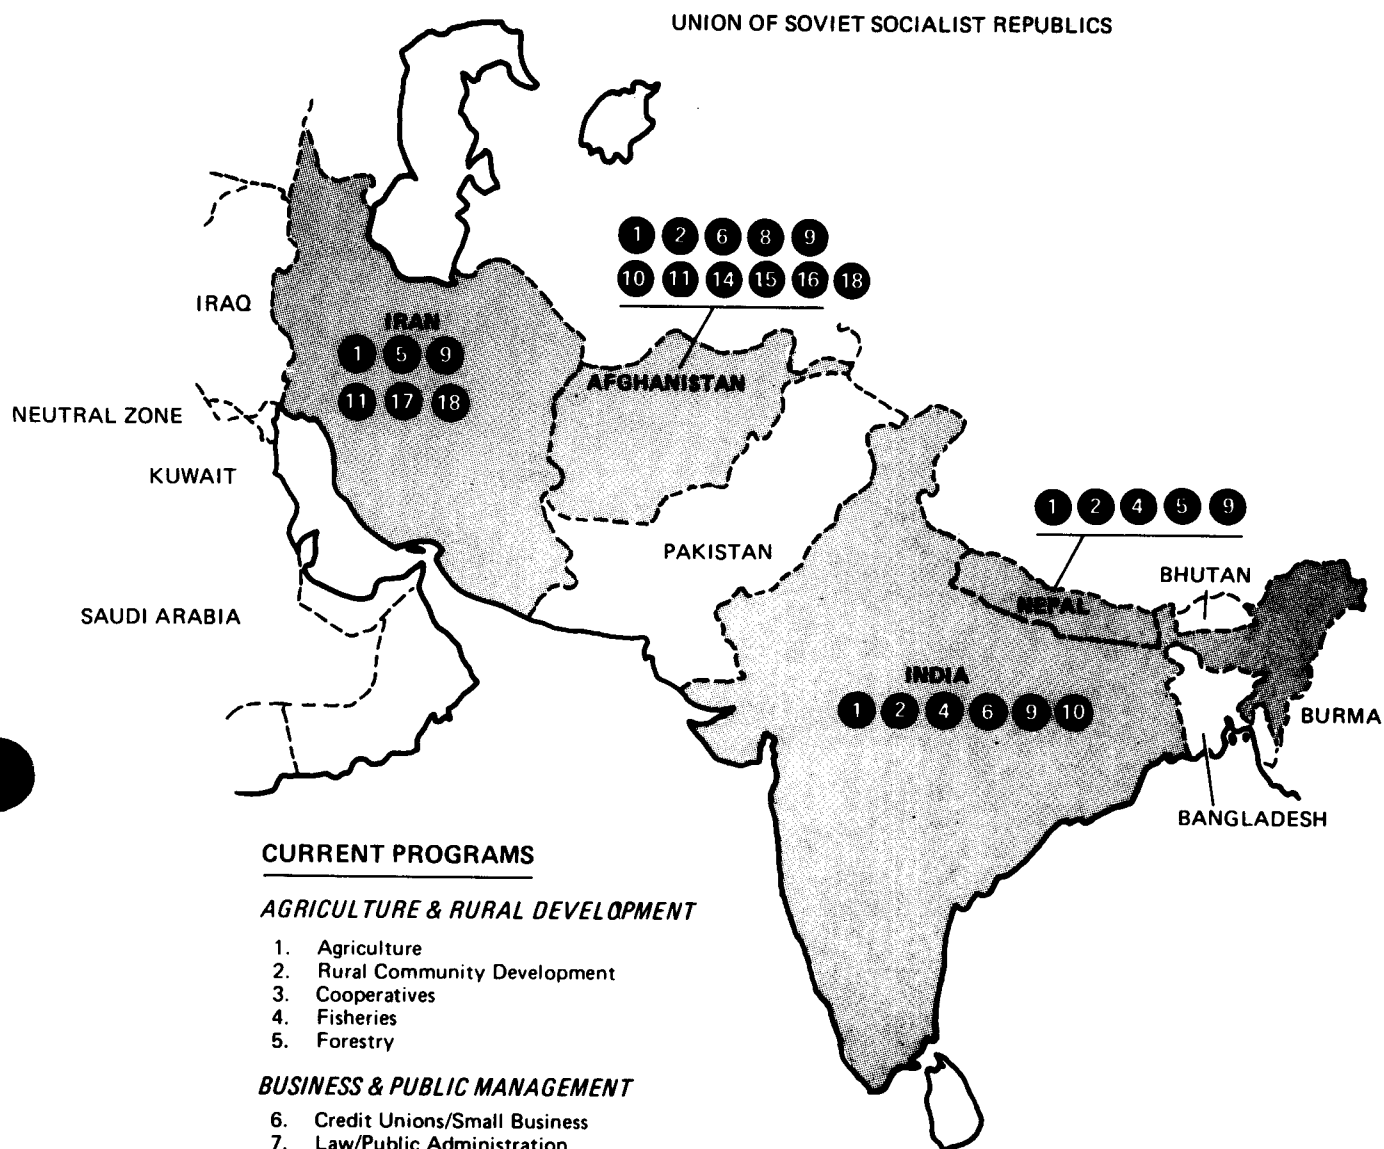 UNION OF SOVIET SOCIALIST REPUBLICS
1 2 6 8 9
10 11 14 15 16 18
IRAQ
IRAN
1 5 9
11 17 18
AFGHANISTAN
NEUTRAL ZONE
KUWAIT
1 2 4 5 9
PAKISTAN
BHUTAN
NEPAL
SAUDI ARABIA
INDIA
1 2 4 6 9 10
BURMA
BANGLADESH
CURRENT PROGRAMS
AGRICULTURE & RURAL DEVELOPMENT
1. Agriculture
2. Rural Community Development
3. Cooperatives
4. Fisheries
5. Forestry
BUSINESS & PUBLIC MANAGEMENT
6. Credit Unions/Small Business
7. Law/Public Administration